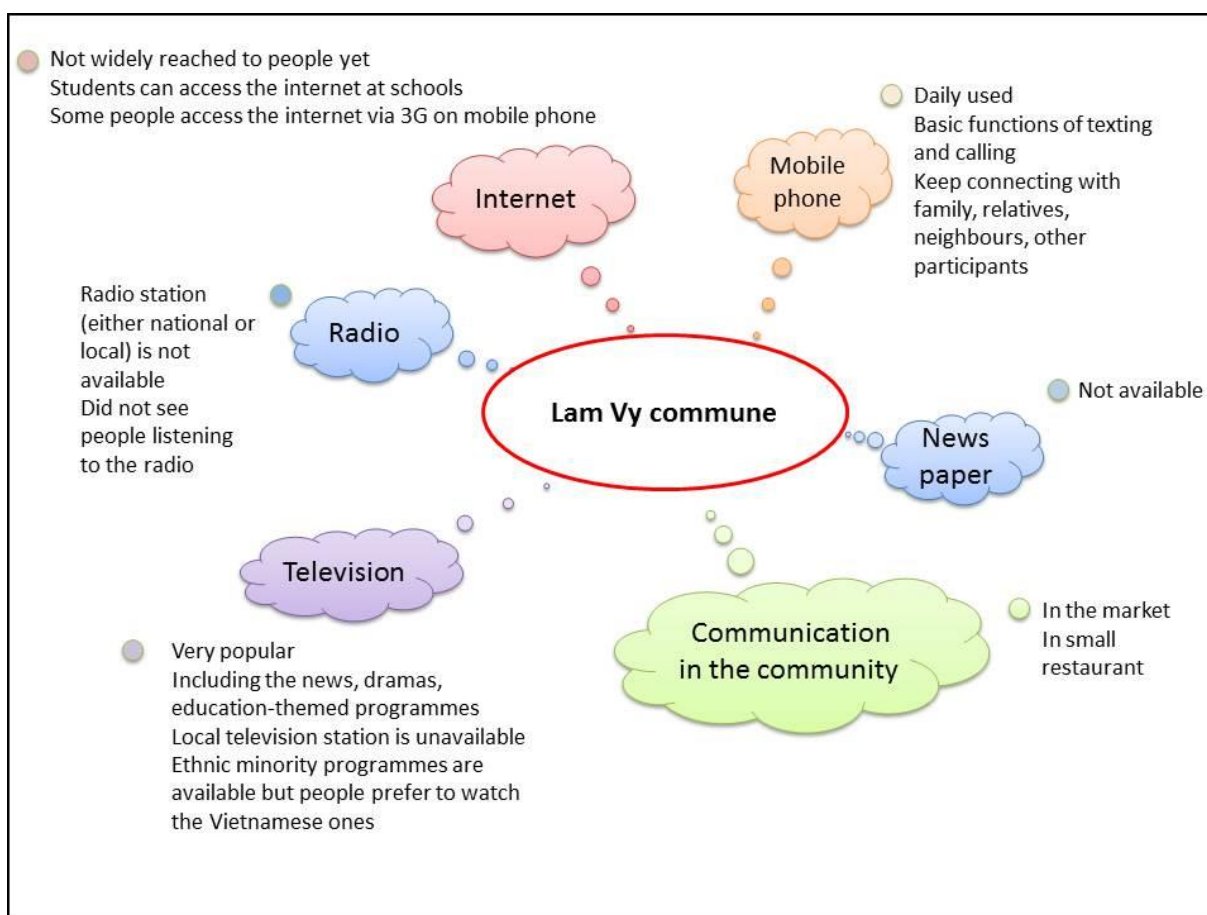 Not widely reached to people yet
Students can access the internet at schools
Some people access the internet via 3G on mobile phone
Internet
Mobile
phone
Daily used
Basic functions of texting
and calling
Keep connecting with
family, relatives,
neighbours, other
participants
Radio station
(either national or
local) is not
available
Did not see
people listening
to the radio
Radio
Lam Vy commune
Not available
News
paper
Television
Very popular
Including the news, dramas,
education-themed programmes
Local television station is unavailable
Ethnic minority programmes are
available but people prefer to watch
the Vietnamese ones
Communication
in the community
In the market
In small
restaurant